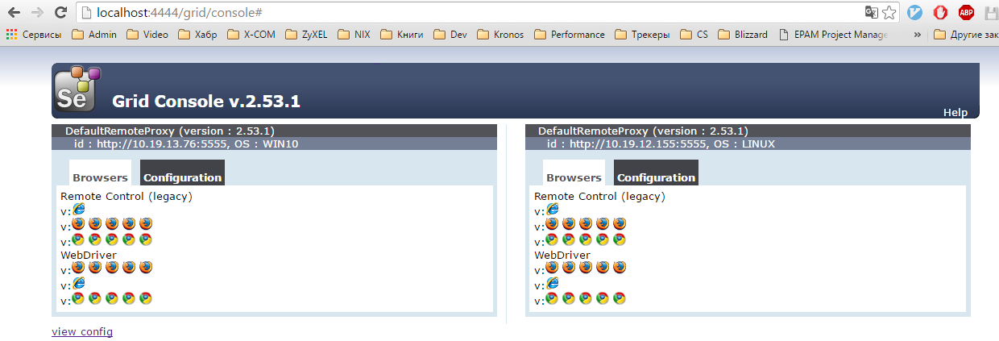 localhost:4444/grid/console#
ABP
Сервисы Admin Video Хабр X-COM ZyXEL NIX Книги Dev Kronos Performance Трекеры CS Blizzard EPAM Project Manage » Другие зак
Se
Grid Console v.2.53.1
Help
DefaultRemoteProxy (version : 2.53.1)
id : http://10.19.13.76:5555, OS : WIN10
Browsers Configuration
Remote Control (legacy)
v:
v:
v:
WebDriver
v:
v:
v:
DefaultRemoteProxy (version : 2.53.1)
id : http://10.19.12.155:5555, OS : LINUX
Browsers Configuration
Remote Control (legacy)
v:
v:
v:
WebDriver
v:
v:
v:
view config